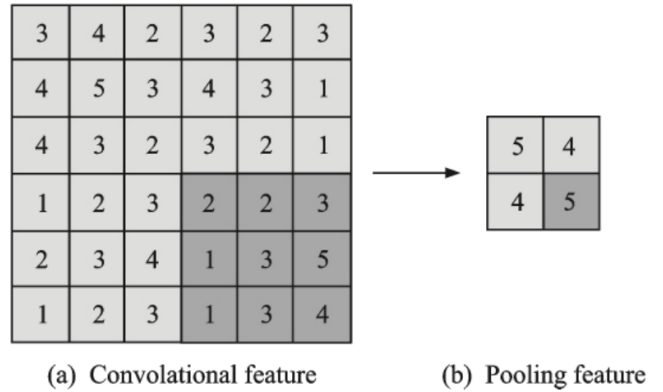 3 4 2 3 2 3
4 5 3 4 3 1
4 3 2 3 2 1
1 2 3 2 2 3
2 3 4 1 3 5
1 2 3 1 3 4
5 4
4 5
(a) Convolational feature
(b) Pooling feature